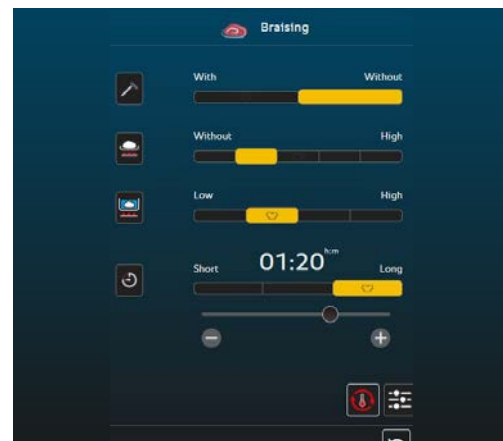 Braising
With Without
Without High
Low High
01:20 h:m
Short Long